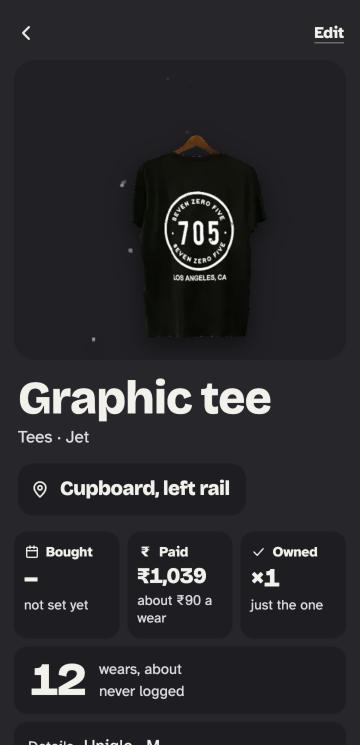 Edit
SEVEN ZERO FIVE
705
SEVEN ZERO FIVE
LOS ANGELES, CA
Graphic tee
Tees · Jet
Cupboard, left rail
Bought
–
not set yet
₹ Paid
₹1,039
about ₹90 a
wear
Owned
×1
just the one
12
wears, about
never logged
Details Uniqlo · M